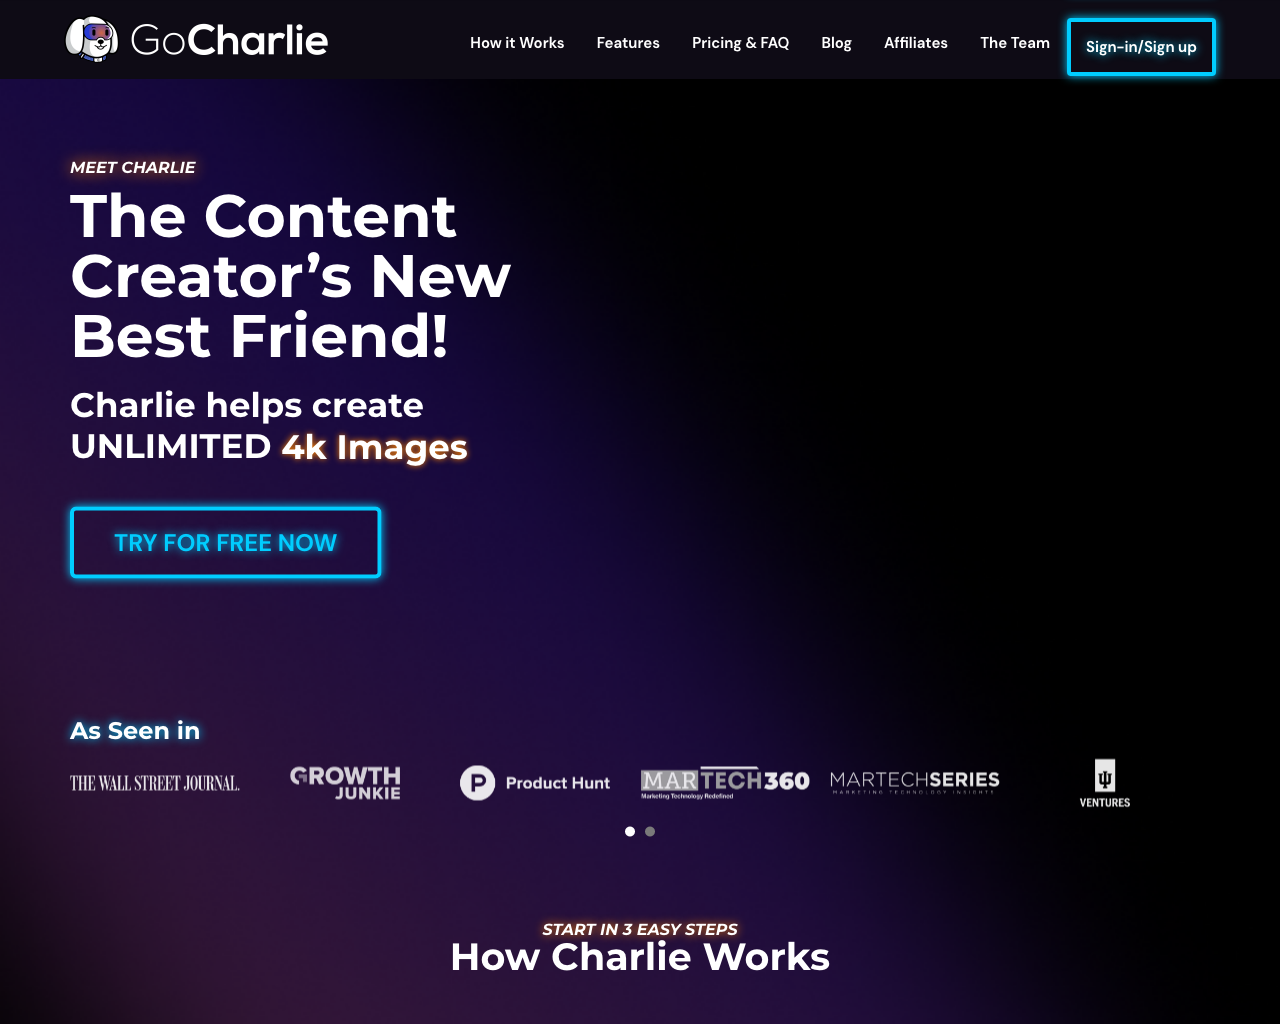 GoCharlie
How it Works
Features
Pricing & FAQ
Blog
Affiliates
The Team
Sign-in/Sign up
MEET CHARLIE
The Content
Creator’s New
Best Friend!
Charlie helps create
UNLIMITED 4k Images
TRY FOR FREE NOW
As Seen in
THE WALL STREET JOURNAL.
GROWTH
JUNKIE
P Product Hunt
MARTECH360
Marketing Technology Redefined
MARTECHSERIES
MARKETING TECHNOLOGY INSIGHTS
VENTURES
START IN 3 EASY STEPS
How Charlie Works